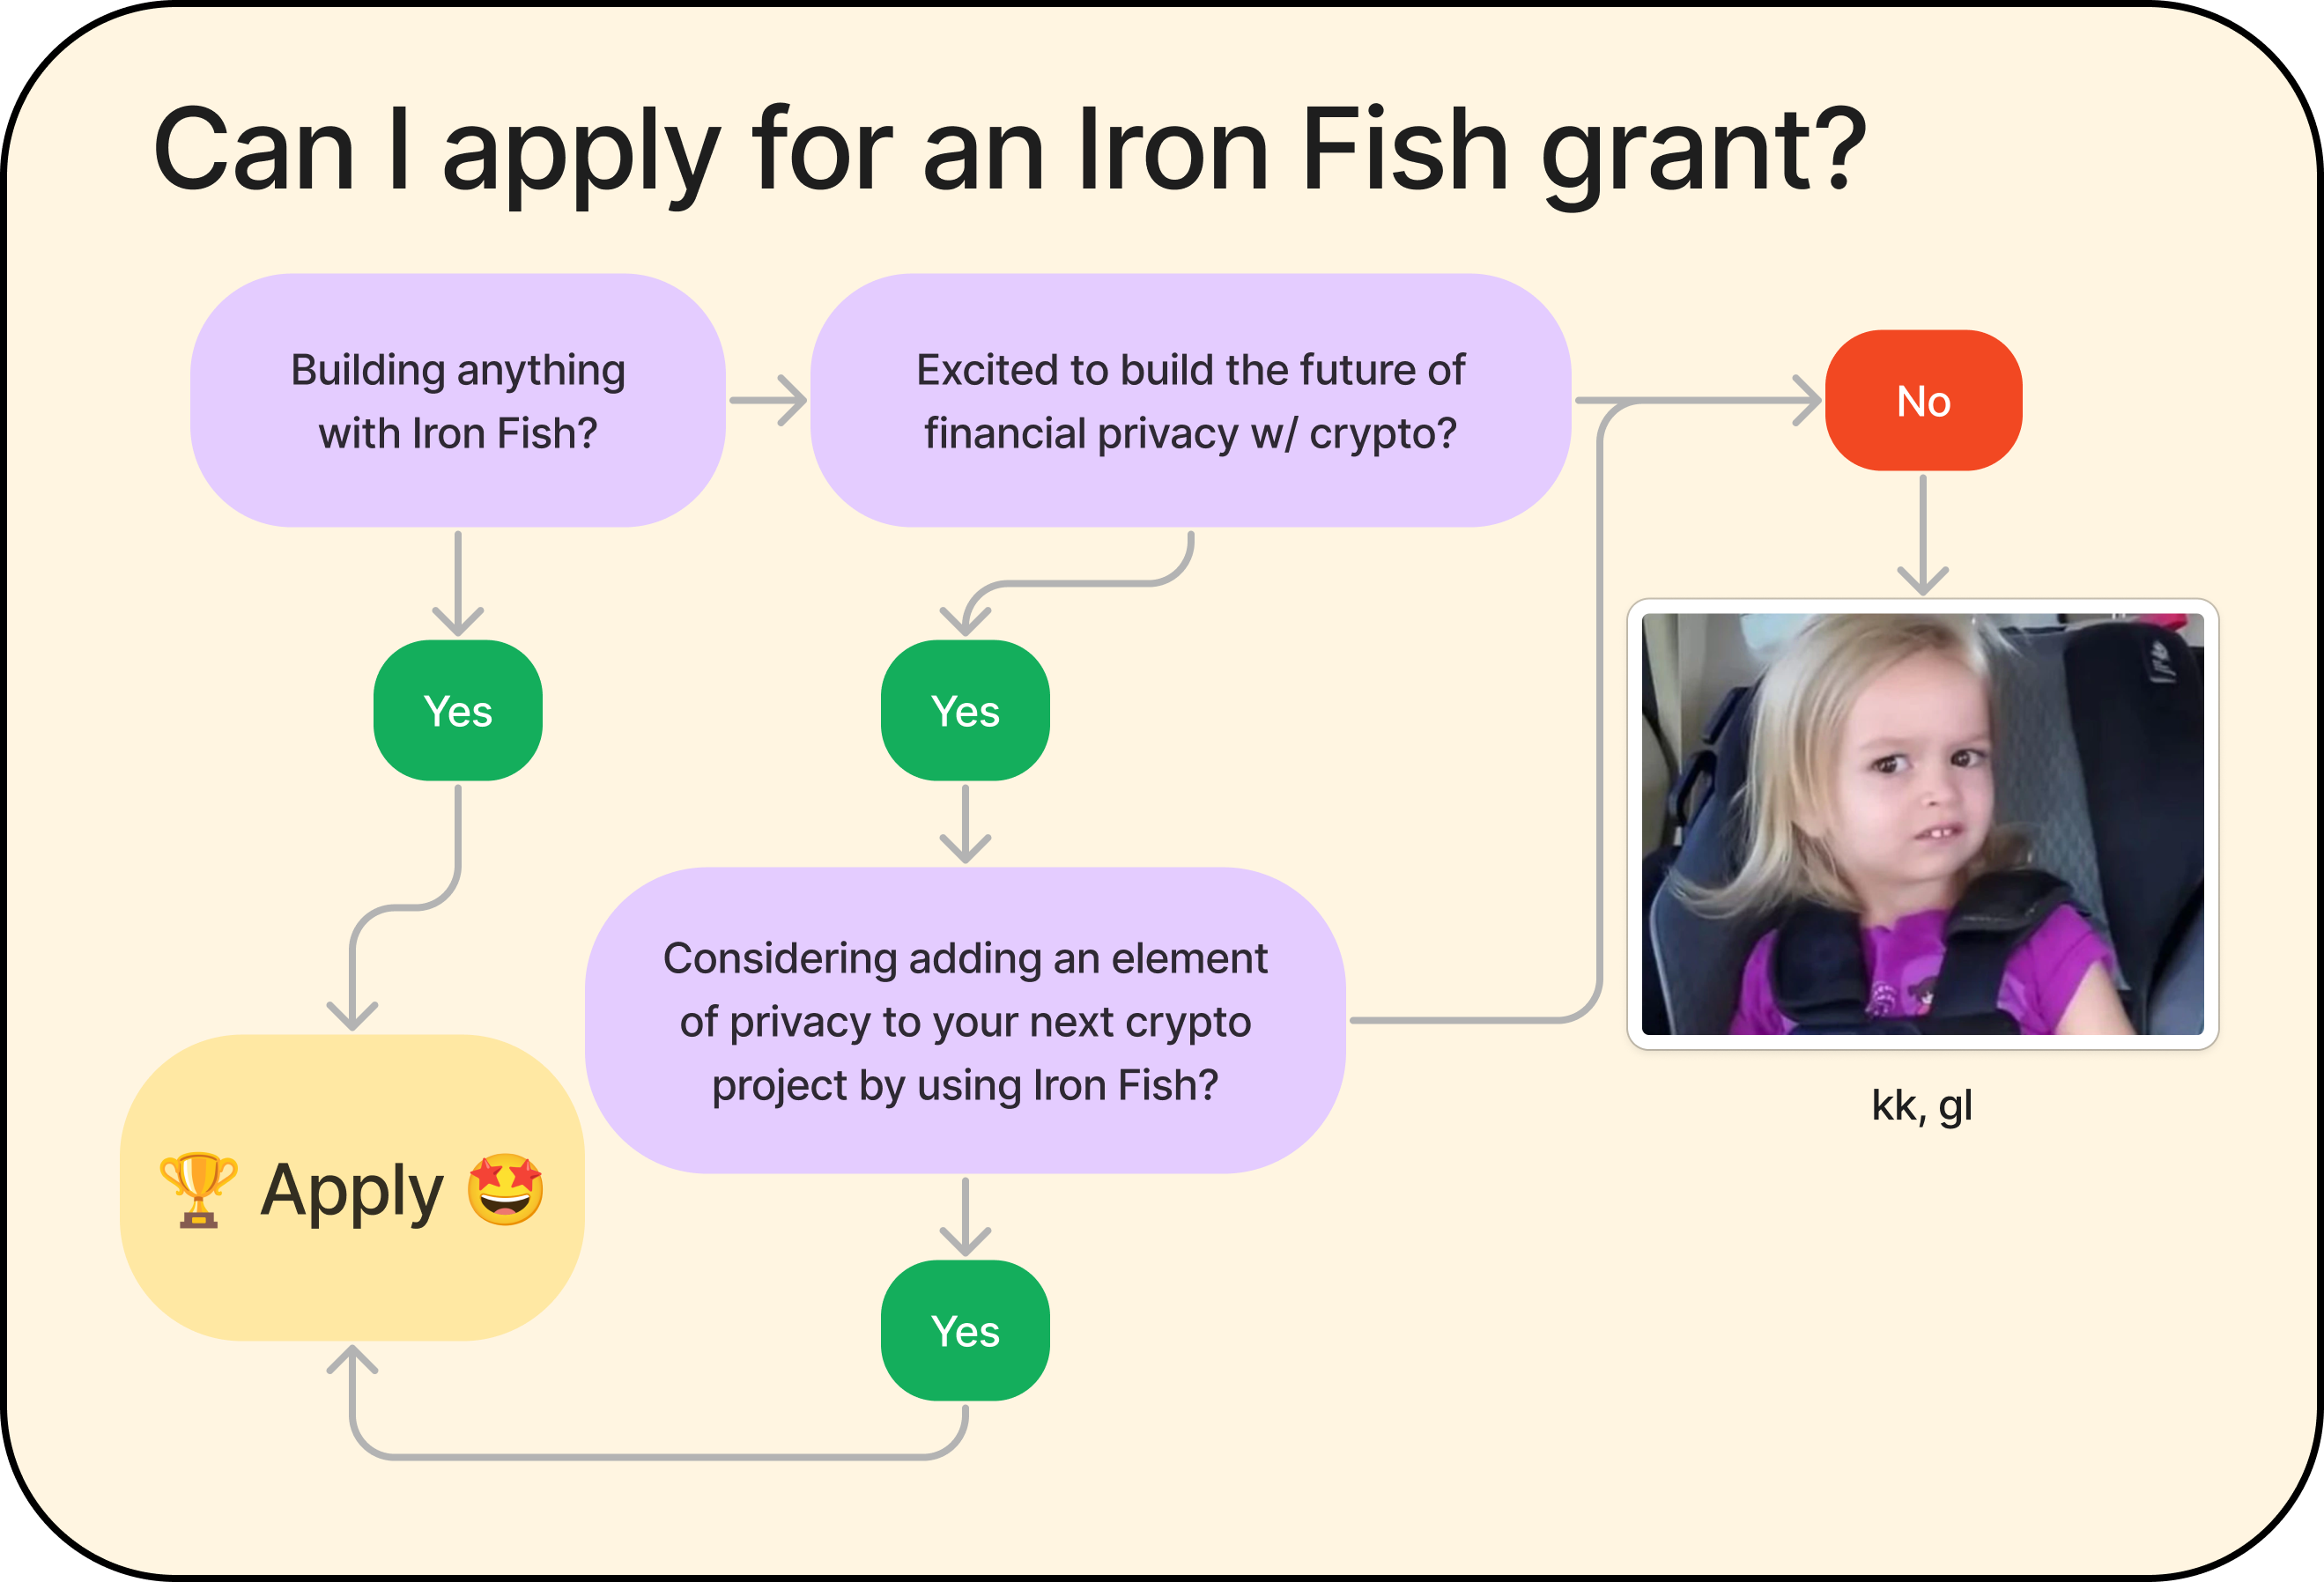 Can I apply for an Iron Fish grant?
Building anything
with Iron Fish?
Excited to build the future of
financial privacy w/ crypto?
No
Yes
Yes
Considering adding an element
of privacy to your next crypto
project by using Iron Fish?
kk, gl
🏆 Apply 🤩
Yes